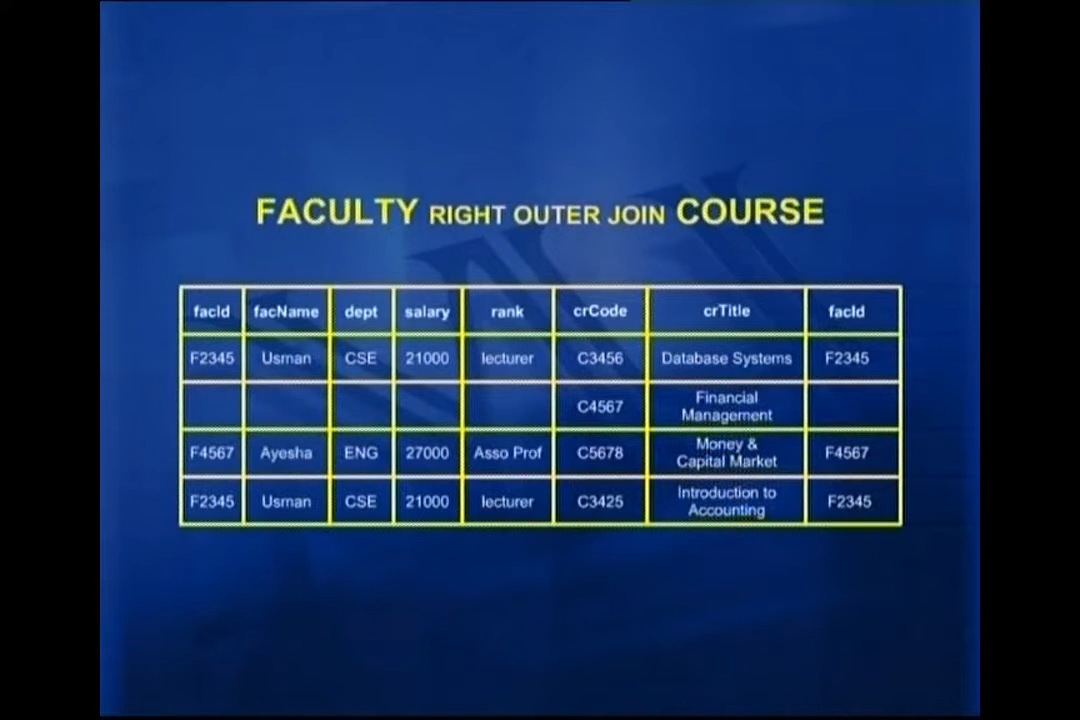 FACULTY RIGHT OUTER JOIN COURSE
facId facName dept salary rank crCode crTitle facId
F2345 Usman CSE 21000 lecturer C3456 Database Systems F2345
C4567 Financial
Management
F4567 Ayesha ENG 27000 Asso Prof C5678 Money &
Capital Market F4567
F2345 Usman CSE 21000 lecturer C3425 Introduction to
Accounting F2345